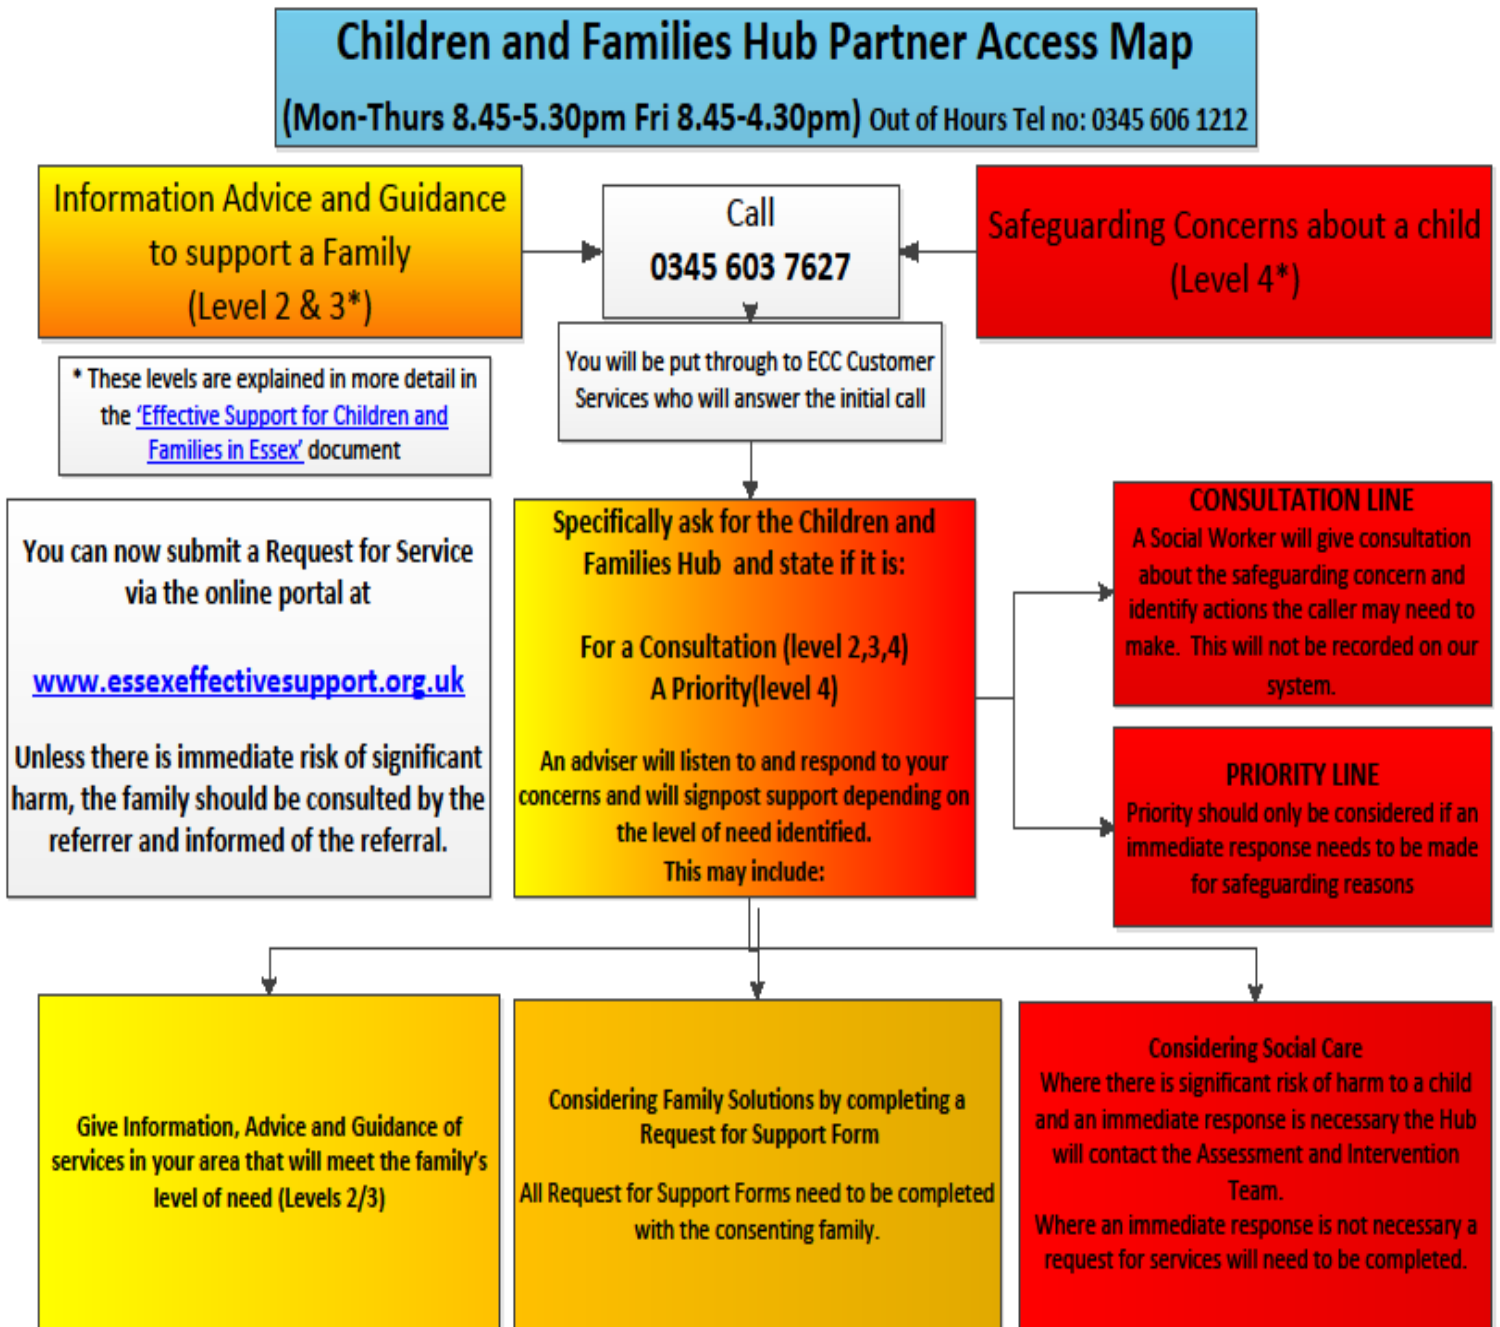 Children and Families Hub Partner Access Map
(Mon-Thurs 8.45-5.30pm Fri 8.45-4.30pm) Out of Hours Tel no: 0345 606 1212
Information Advice and Guidance
to support a Family
(Level 2 & 3*)
Call
0345 603 7627
Safeguarding Concerns about a child
(Level 4*)
* These levels are explained in more detail in
the 'Effective Support for Children and
Families in Essex' document
You will be put through to ECC Customer
Services who will answer the initial call
You can now submit a Request for Service
via the online portal at
www.essexeffectivesupport.org.uk
Unless there is immediate risk of significant
harm, the family should be consulted by the
referrer and informed of the referral.
Specifically ask for the Children and
Families Hub and state if it is:
For a Consultation (level 2,3,4)
A Priority(level 4)
An adviser will listen to and respond to your
concerns and will signpost support depending on
the level of need identified.
This may include:
CONSULTATION LINE
A Social Worker will give consultation
about the safeguarding concern and
identify actions the caller may need to
make. This will not be recorded on our
system.
PRIORITY LINE
Priority should only be considered if an
immediate response needs to be made
for safeguarding reasons
Give Information, Advice and Guidance of
services in your area that will meet the family's
level of need (Levels 2/3)
Considering Family Solutions by completing a
Request for Support Form
All Request for Support Forms need to be completed
with the consenting family.
Considering Social Care
Where there is significant risk of harm to a child
and an immediate response is necessary the Hub
will contact the Assessment and Intervention
Team.
Where an immediate response is not necessary a
request for services will need to be completed.